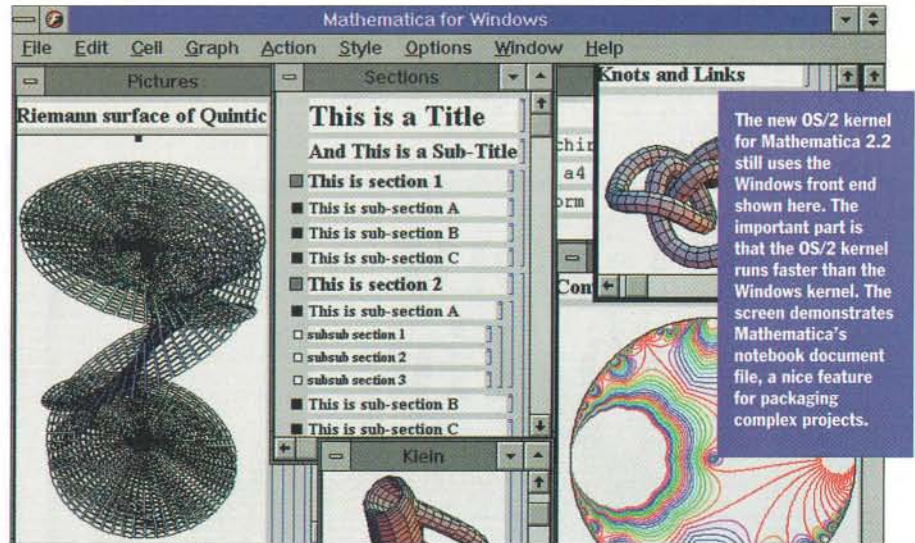 Mathematica for Windows
File Edit Cell Graph Action Style Options Window Help
Pictures
Riemann surface of Quintic
Sections
This is a Title
And This is a Sub-Title
This is section 1
This is sub-section A
This is sub-section B
This is sub-section C
This is section 2
This is sub-section A
subsub section 1
subsub section 2
subsub section 3
This is sub-section B
This is sub-section C
Klein
a4
Knots and Links
The new OS/2 kernel
for Mathematica 2.2
still uses the
Windows front end
shown here. The
important part is
that the OS/2 kernel
runs faster than the
Windows kernel. The
screen demonstrates
Mathematica's
notebook document
file, a nice feature
for packaging
complex projects.